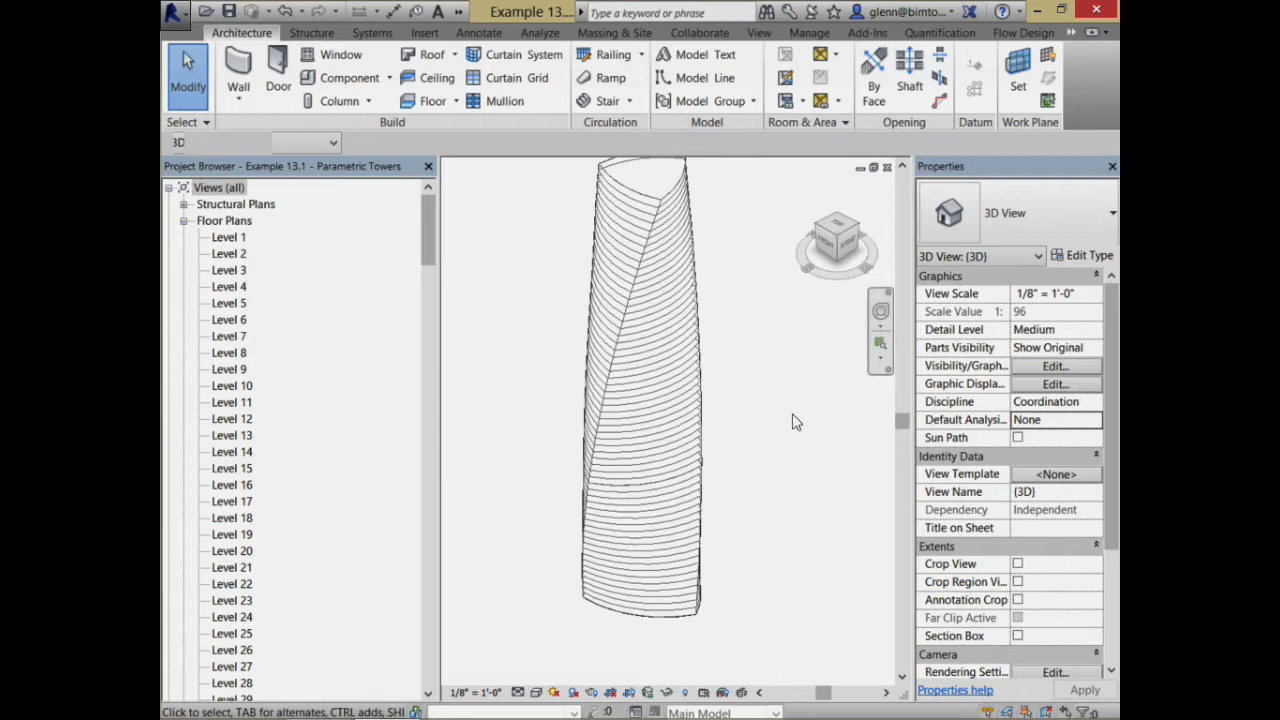 Example 13....
Type a keyword or phrase
glenn@bimto...
Architecture Structure Systems Insert Annotate Analyze Massing & Site Collaborate View Manage Add-Ins Quantification Flow Design
Modify
Wall
Door
Window
Component
Column
Roof
Ceiling
Floor
Curtain System
Curtain Grid
Mullion
Railing
Ramp
Stair
Model Text
Model Line
Model Group
By
Face
Shaft
Set
Select Build Circulation Model Room & Area Opening Datum Work Plane
3D
Project Browser - Example 13.1 - Parametric Towers
Views (all)
Structural Plans
Floor Plans
Level 1
Level 2
Level 3
Level 4
Level 5
Level 6
Level 7
Level 8
Level 9
Level 10
Level 11
Level 12
Level 13
Level 14
Level 15
Level 16
Level 17
Level 18
Level 19
Level 20
Level 21
Level 22
Level 23
Level 24
Level 25
Level 26
Level 27
Level 28
Level 29
TOP
FRONT
Properties
3D View
3D View: {3D} Edit Type
Graphics
View Scale 1/8" = 1'-0"
Scale Value 1: 96
Detail Level Medium
Parts Visibility Show Original
Visibility/Graph... Edit...
Graphic Displa... Edit...
Discipline Coordination
Default Analysi... None
Sun Path
Identity Data
View Template <None>
View Name {3D}
Dependency Independent
Title on Sheet
Extents
Crop View
Crop Region Vi...
Annotation Crop
Far Clip Active
Section Box
Camera
Rendering Setti... Edit...
Properties help Apply
1/8" = 1'-0"
Click to select, TAB for alternates, CTRL adds, SHI
:0
Main Model
:0